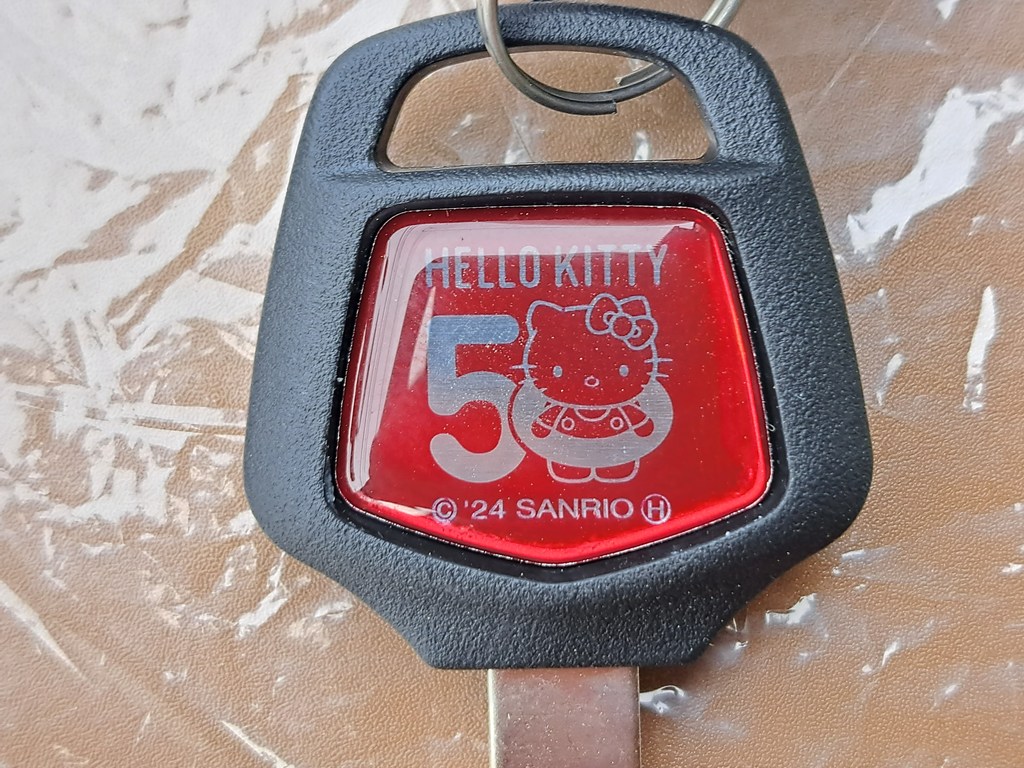 HELLO KITTY
50
© '24 SANRIO Ⓗ